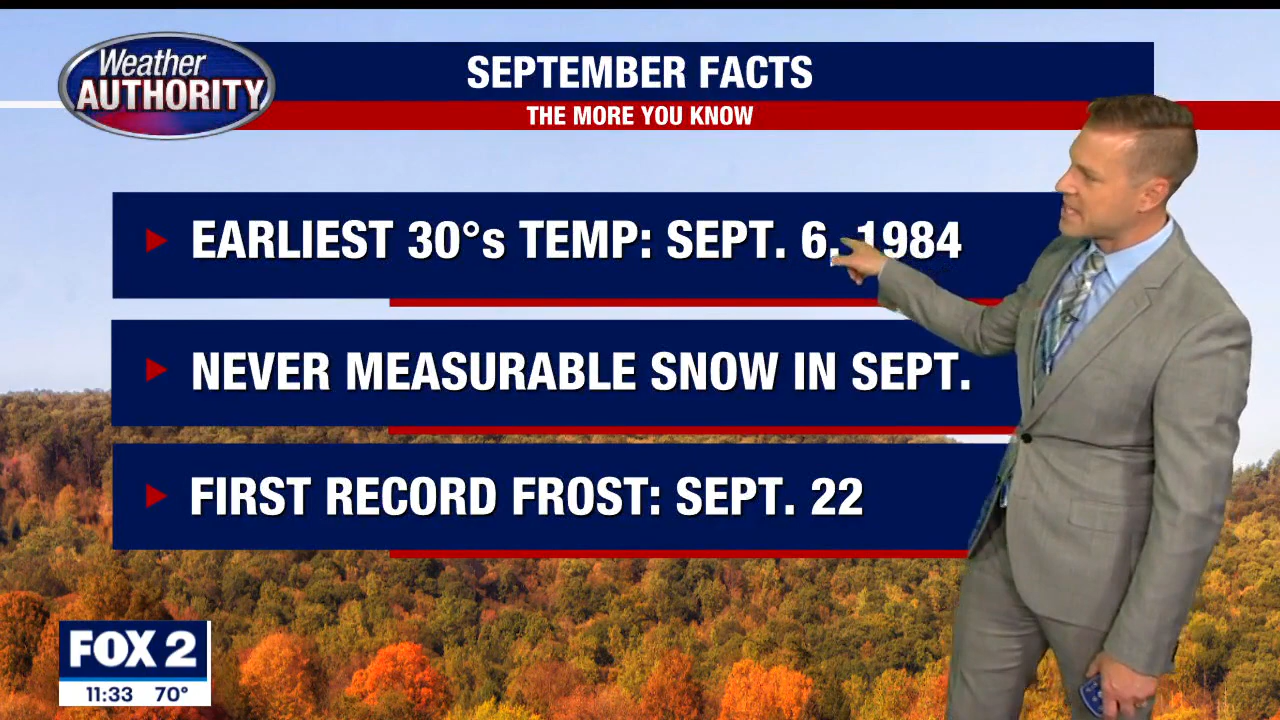 Weather
AUTHORITY
SEPTEMBER FACTS
THE MORE YOU KNOW
EARLIEST 30°s TEMP: SEPT. 6, 1984
NEVER MEASURABLE SNOW IN SEPT.
FIRST RECORD FROST: SEPT. 22
FOX 2
11:33 70°